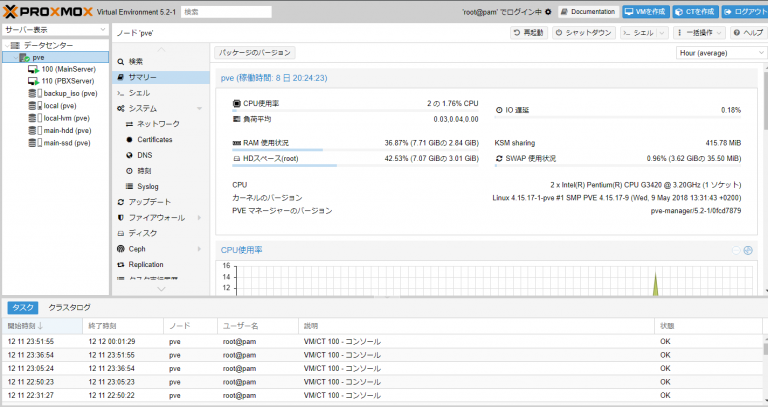 PROXMOX Virtual Environment 5.2-1 検索 'root@pam' でログイン中 Documentation VMを作成 CTを作成 ログアウト
サーバー表示
データセンター
pve
100 (MainServer)
110 (PBXServer)
backup_iso (pve)
local (pve)
local-lvm (pve)
main-hdd (pve)
main-ssd (pve)
ノード 'pve' 再起動 シャットダウン シェル 一括操作 ヘルプ
検索
サマリー
シェル
システム
ネットワーク
Certificates
DNS
時刻
Syslog
アップデート
ファイアウォール
ディスク
Ceph
Replication
パッケージのバージョン Hour (average)
pve (稼働時間: 8 日 20:24:23)
CPU使用率 2 の 1.76% CPU
IO 遅延 0.18%
負荷平均 0.03,0.04,0.00
RAM 使用状況 36.87% (7.71 GiBの 2.84 GiB)
KSM sharing 415.78 MiB
HDスペース(root) 42.53% (7.07 GiBの 3.01 GiB)
SWAP 使用状況 0.96% (3.62 GiBの 35.50 MiB)
CPU 2 x Intel(R) Pentium(R) CPU G3420 @ 3.20GHz (1 ソケット)
カーネルのバージョン Linux 4.15.17-1-pve #1 SMP PVE 4.15.17-9 (Wed, 9 May 2018 13:31:43 +0200)
PVE マネージャーのバージョン pve-manager/5.2-1/0fcd7879
CPU使用率
16
14
12
10
タスク クラスタログ
開始時刻 終了時刻 ノード ユーザー名 説明 状態
12 11 23:51:55 12 12 00:01:29 pve root@pam VM/CT 100 - コンソール OK
12 11 23:36:54 12 11 23:51:55 pve root@pam VM/CT 100 - コンソール OK
12 11 23:05:24 12 11 23:36:54 pve root@pam VM/CT 100 - コンソール OK
12 11 22:50:23 12 11 23:05:23 pve root@pam VM/CT 100 - コンソール OK
12 11 22:31:27 12 11 22:50:22 pve root@pam VM/CT 100 - コンソール OK